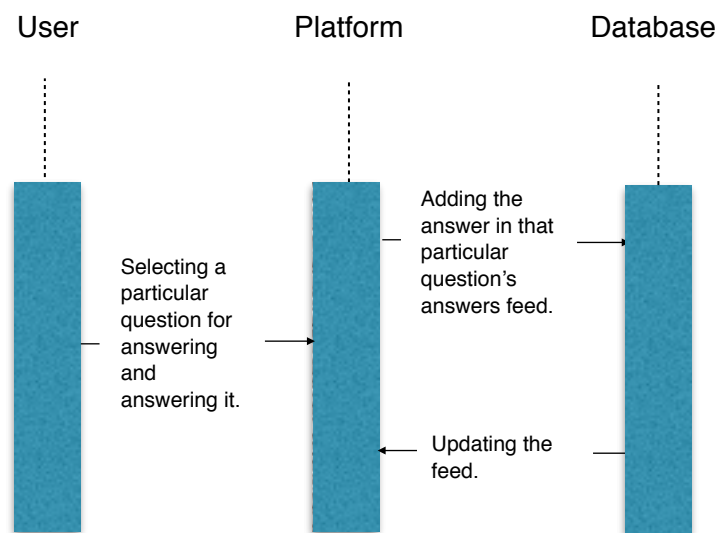 User
Platform
Database
Adding the
answer in that
particular
question’s
answers feed.
Selecting a
particular
question for
answering
and
answering it.
Updating the
feed.